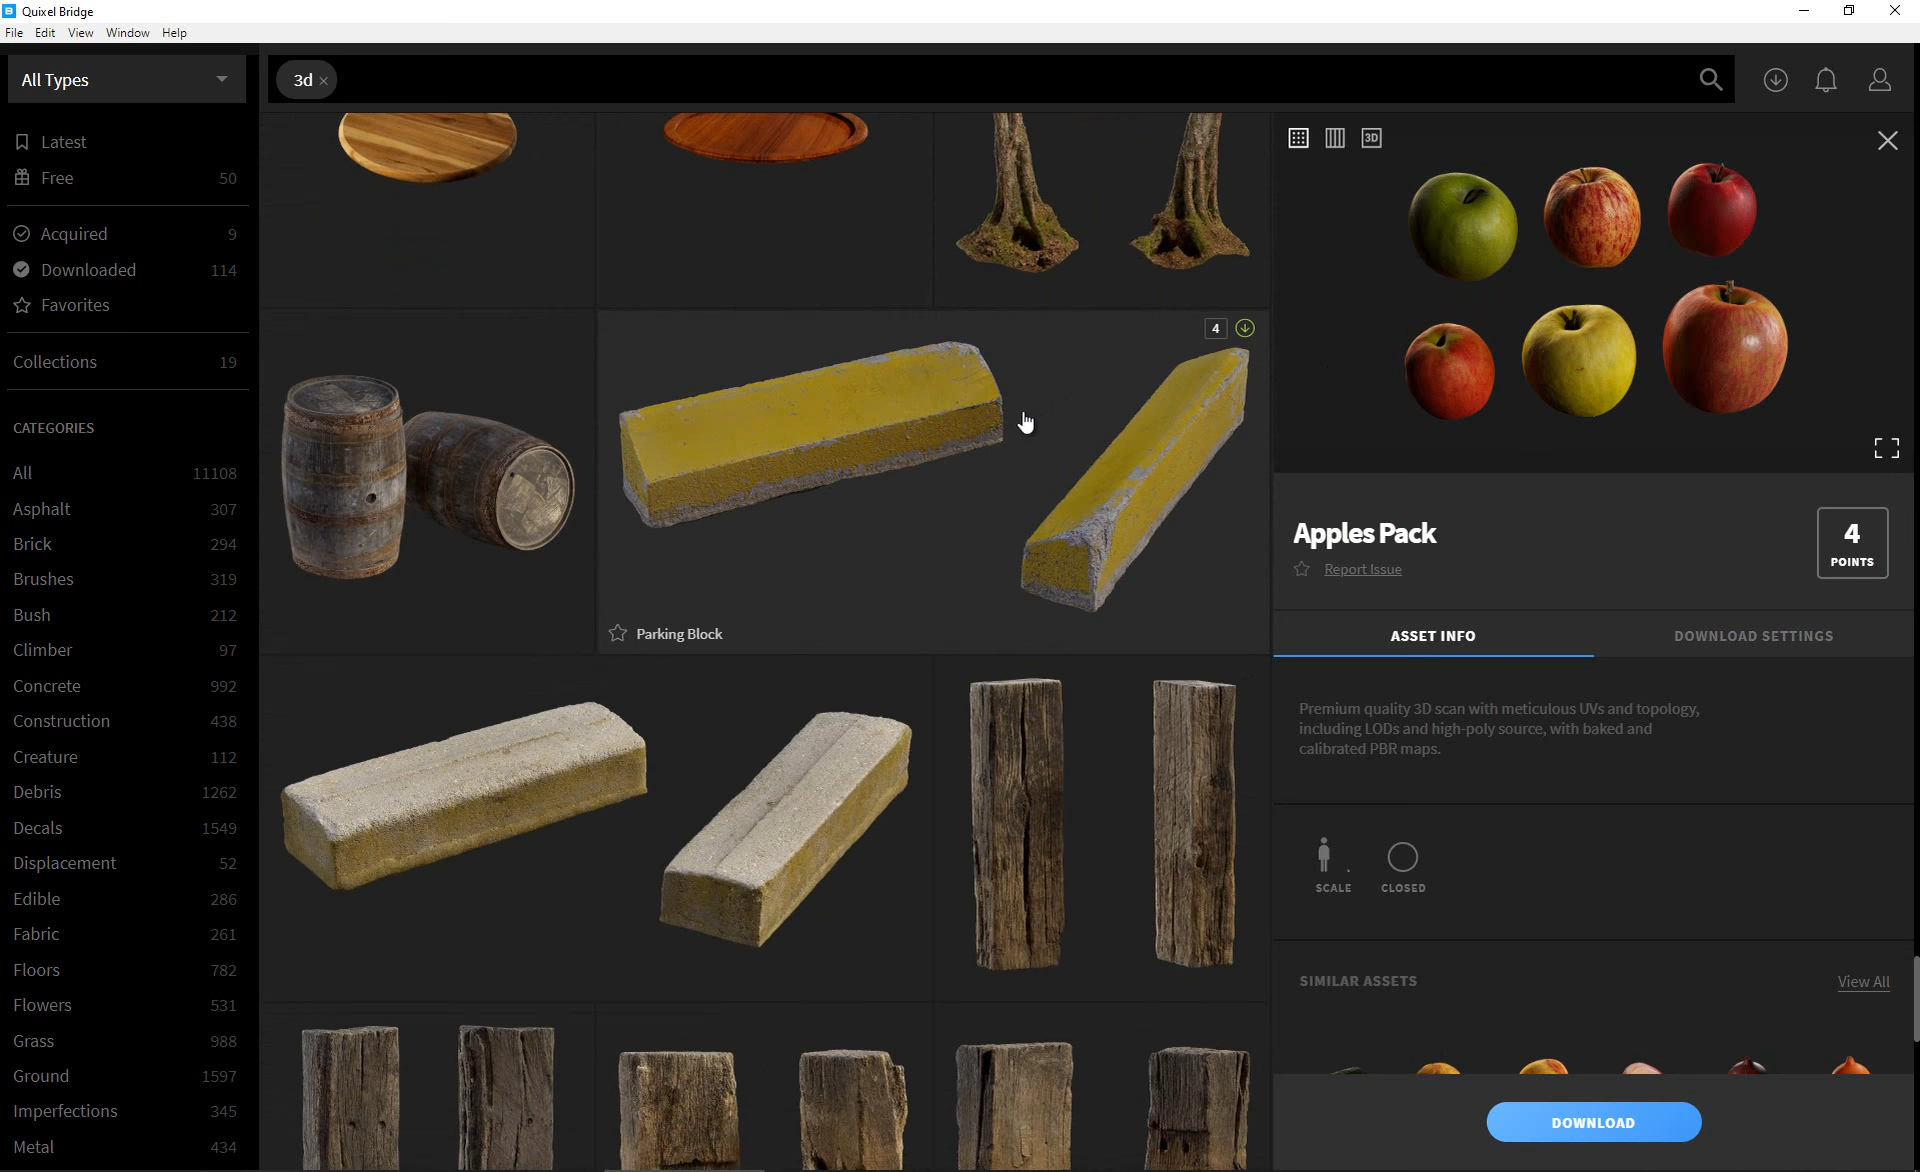 Quixel Bridge
File Edit View Window Help
All Types
3d
Latest
Free 50
Acquired 9
Downloaded 114
Favorites
Collections 19
CATEGORIES
All 11108
Asphalt 307
Brick 294
Brushes 319
Bush 212
Climber 97
Concrete 992
Construction 438
Creature 112
Debris 1262
Decals 1549
Displacement 52
Edible 286
Fabric 261
Floors 782
Flowers 531
Grass 988
Ground 1597
Imperfections 345
Metal 434
4
Parking Block
3D
Apples Pack
Report Issue
4
POINTS
ASSET INFO
DOWNLOAD SETTINGS
Premium quality 3D scan with meticulous UVs and topology,
including LODs and high-poly source, with baked and
calibrated PBR maps.
SCALE
CLOSED
SIMILAR ASSETS
View All
DOWNLOAD